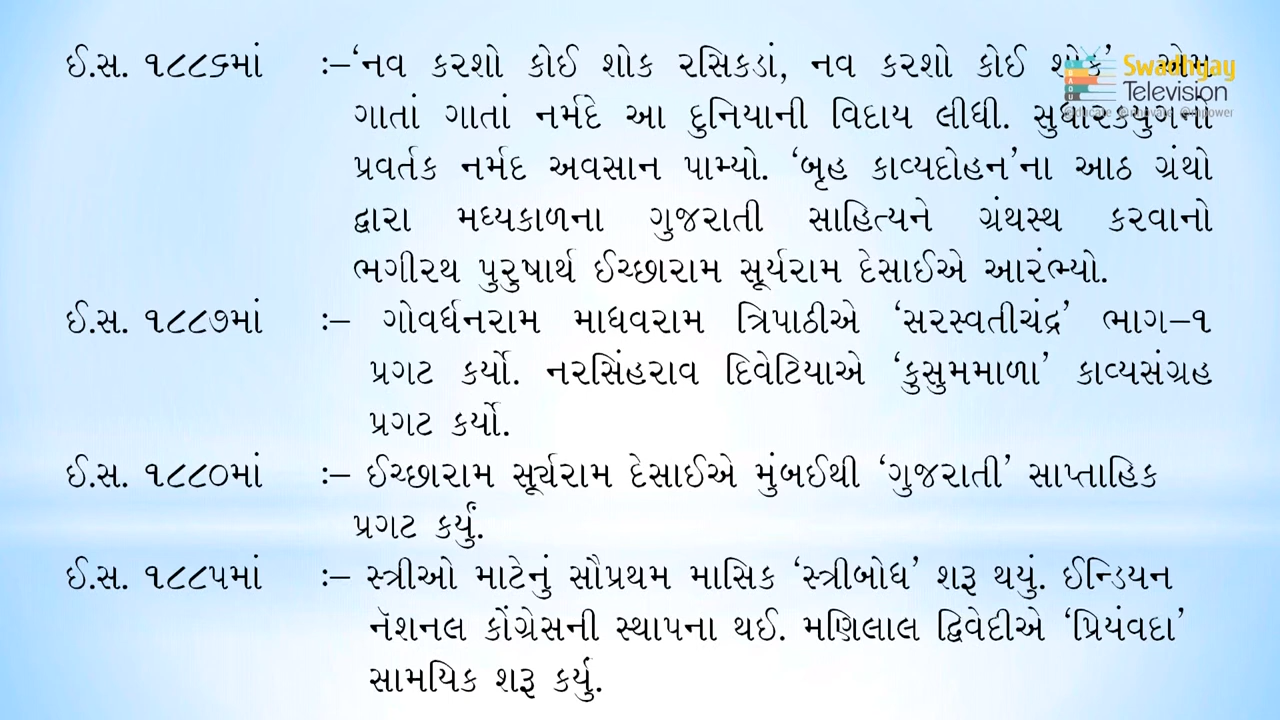 ઈ.સ. ૧૮૮૬માં :–‘નવ કરશો કોઈ શોક રસિકડાં, નવ કરશો કોઈ શોક’
Swadhyay
Television
ગાતાં ગાતાં નર્મદે આ દુનિયાની વિદાય લીધી. સુધારકયુગનો
પ્રવર્તક નર્મદ અવસાન પામ્યો. ‘બૃહ કાવ્યદોહન’ના આઠ ગ્રંથો
દ્વારા મધ્યકાળના ગુજરાતી સાહિત્યને ગ્રંથસ્થ કરવાનો
ભગીરથ પુરુષાર્થ ઈચ્છારામ સૂર્યરામ દેસાઈએ આરંભ્યો.
ઈ.સ. ૧૮૮૭માં :– ગોવર્ધનરામ માધવરામ ત્રિપાઠીએ ‘સરસ્વતીચંદ્ર’ ભાગ–૧
પ્રગટ કર્યો. નરસિંહરાવ દિવેટિયાએ ‘કુસુમમાળા’ કાવ્યસંગ્રહ
પ્રગટ કર્યો.
ઈ.સ. ૧૮૮૦માં :– ઈચ્છારામ સૂર્યરામ દેસાઈએ મુંબઈથી ‘ગુજરાતી’ સાપ્તાહિક
પ્રગટ કર્યું.
ઈ.સ. ૧૮૮૫માં :– સ્ત્રીઓ માટેનું સૌપ્રથમ માસિક ‘સ્ત્રીબોધ’ શરૂ થયું. ઈન્ડિયન
નૅશનલ કોંગ્રેસની સ્થાપના થઈ. મણિલાલ દ્વિવેદીએ ‘પ્રિયંવદા’
સામયિક શરૂ કર્યું.